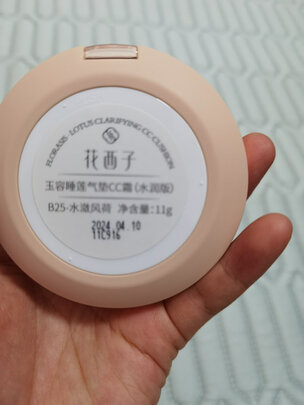 FLORASIS · LOTUS CLARIFYING CC CUSHION
花西子
玉容睡莲气垫CC霜(水润版)
B25-水潋风荷 净含量:11g
2024.04.10
11C916